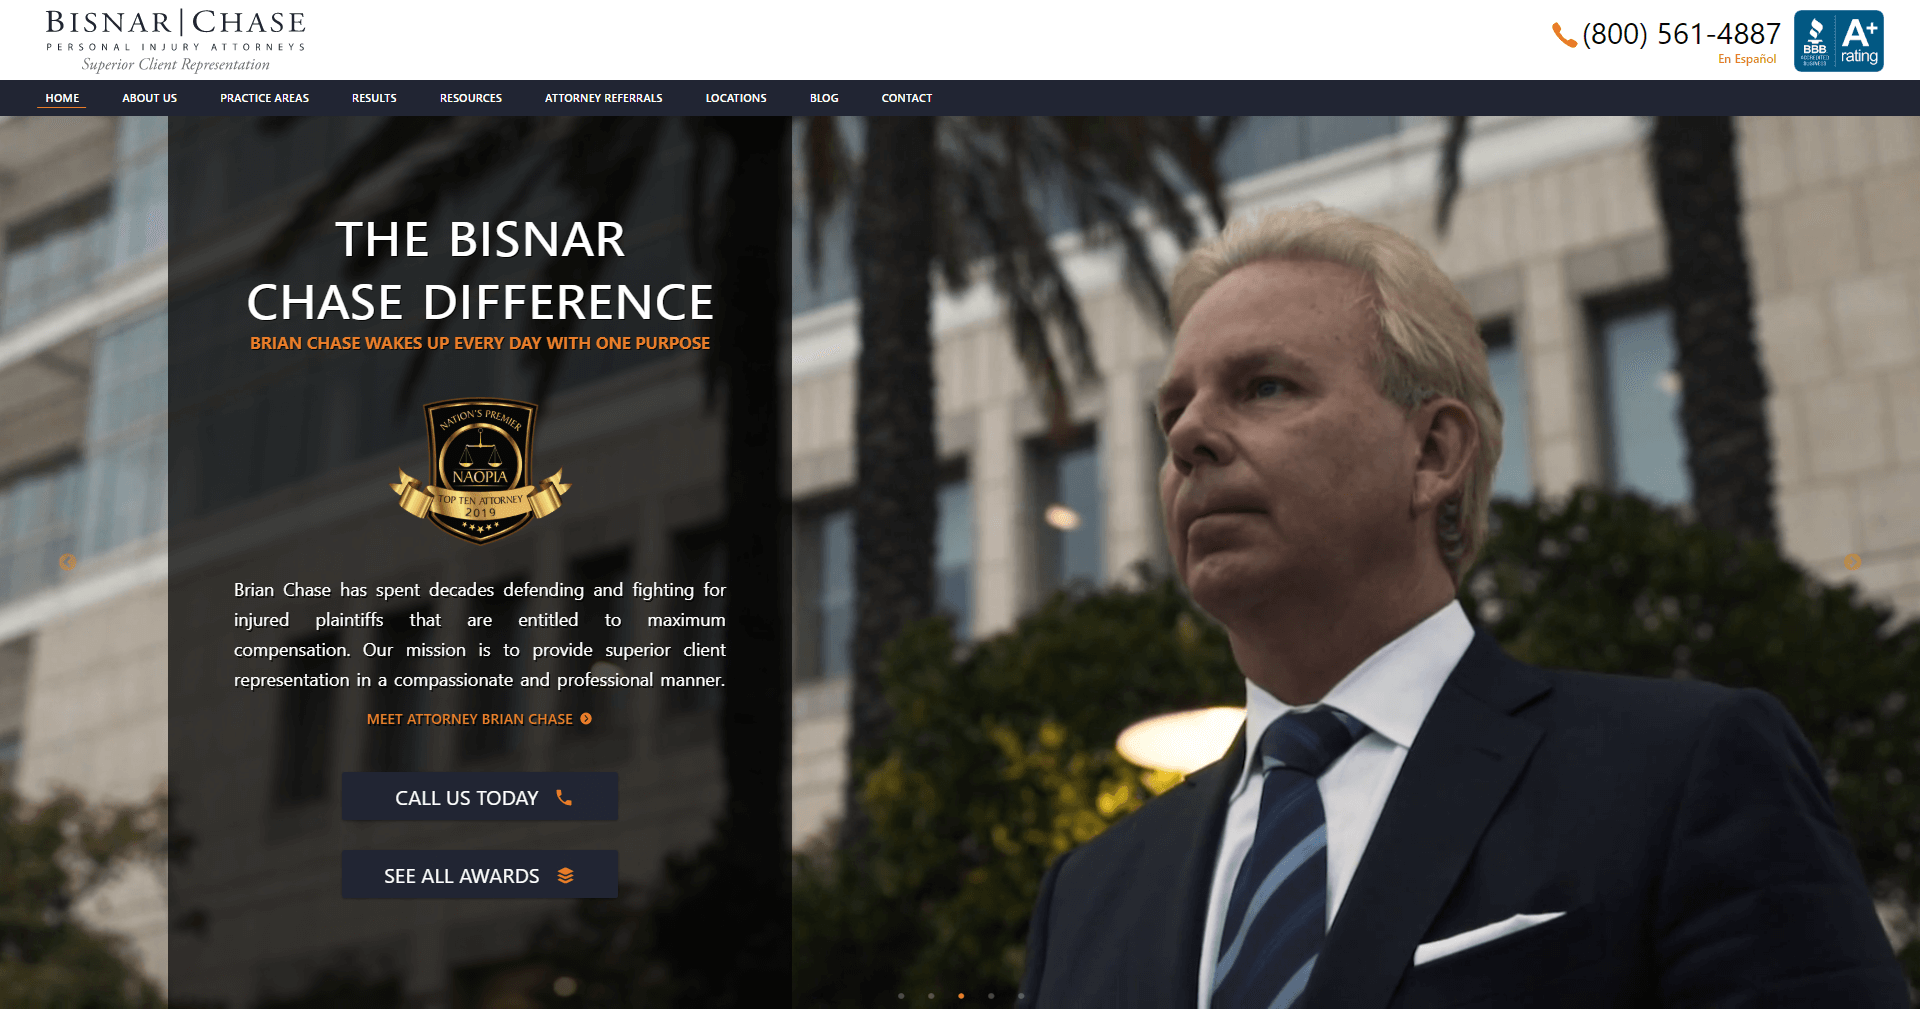 BISNAR|CHASE
PERSONAL INJURY ATTORNEYS
Superior Client Representation
(800) 561-4887
En Español
BBB
ACCREDITED
BUSINESS
A+
rating
HOME ABOUT US PRACTICE AREAS RESULTS RESOURCES ATTORNEY REFERRALS LOCATIONS BLOG CONTACT
THE BISNAR
CHASE DIFFERENCE
BRIAN CHASE WAKES UP EVERY DAY WITH ONE PURPOSE
NATION'S PREMIER
NAOPIA
TOP TEN ATTORNEY
2019
Brian Chase has spent decades defending and fighting for
injured plaintiffs that are entitled to maximum
compensation. Our mission is to provide superior client
representation in a compassionate and professional manner.
MEET ATTORNEY BRIAN CHASE
CALL US TODAY
SEE ALL AWARDS